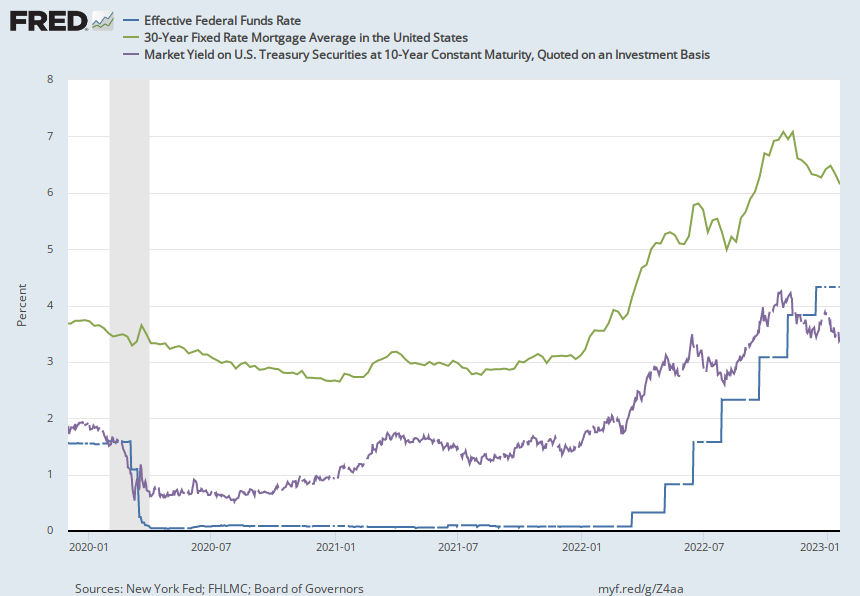 FRED
Effective Federal Funds Rate
30-Year Fixed Rate Mortgage Average in the United States
Market Yield on U.S. Treasury Securities at 10-Year Constant Maturity, Quoted on an Investment Basis
8
7
6
5
4
3
2
1
0
Percent
2020-01 2020-07 2021-01 2021-07 2022-01 2022-07 2023-01
Sources: New York Fed; FHLMC; Board of Governors myf.red/g/Z4aa